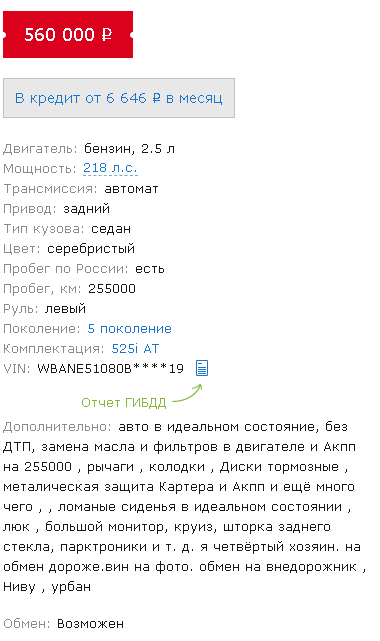 560 000 ₽
В кредит от 6 646 ₽ в месяц
Двигатель: бензин, 2.5 л
Мощность: 218 л.с.
Трансмиссия: автомат
Привод: задний
Тип кузова: седан
Цвет: серебристый
Пробег по России: есть
Пробег, км: 255000
Руль: левый
Поколение: 5 поколение
Комплектация: 525i AT
VIN: WBANE51080B****19
Отчет ГИБДД
Дополнительно: авто в идеальном состояние, без
ДТП, замена масла и фильтров в двигателе и Акпп
на 255000 , рычаги , колодки , Диски тормозные ,
металическая защита Картера и Акпп и ещё много
чего , , ломаные сиденья в идеальном состоянии ,
люк , большой монитор, круиз, шторка заднего
стекла, парктроники и т. д. я четвёртый хозяин. на
обмен дороже.вин на фото. обмен на внедорожник ,
Ниву , урбан
Обмен: Возможен